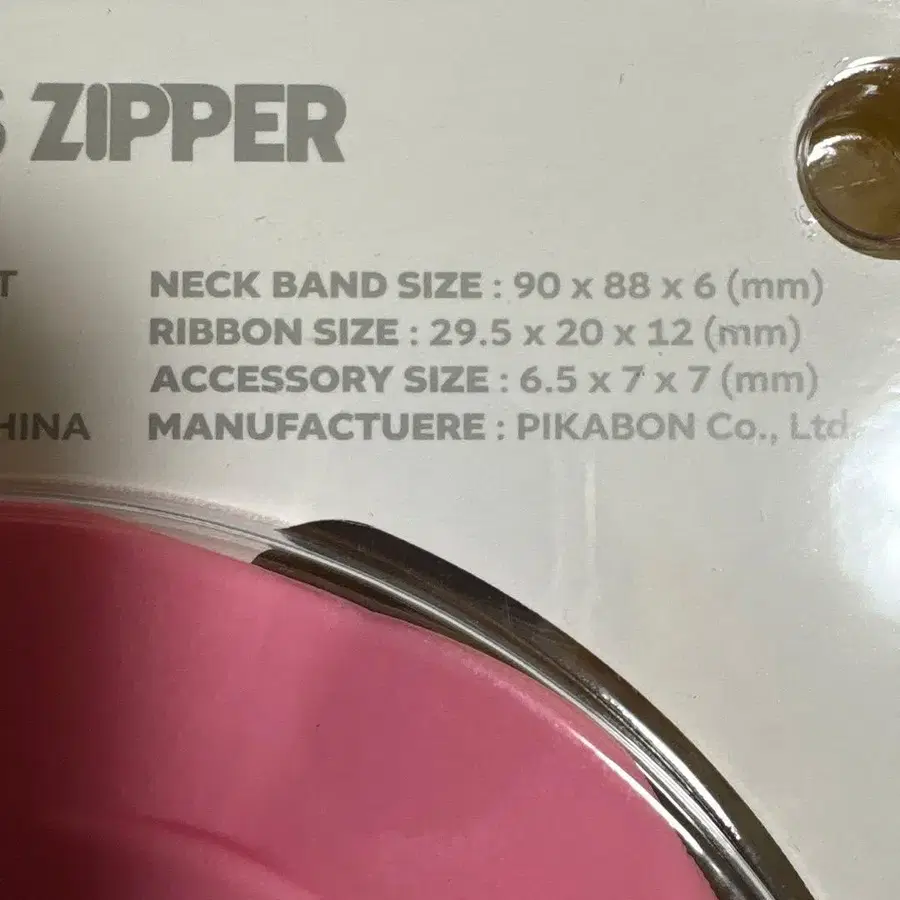 S ZIPPER
T
NECK BAND SIZE : 90 x 88 x 6 (mm)
RIBBON SIZE : 29.5 x 20 x 12 (mm)
ACCESSORY SIZE : 6.5 x 7 x 7 (mm)
HINA
MANUFACTUERE : PIKABON Co., Ltd.